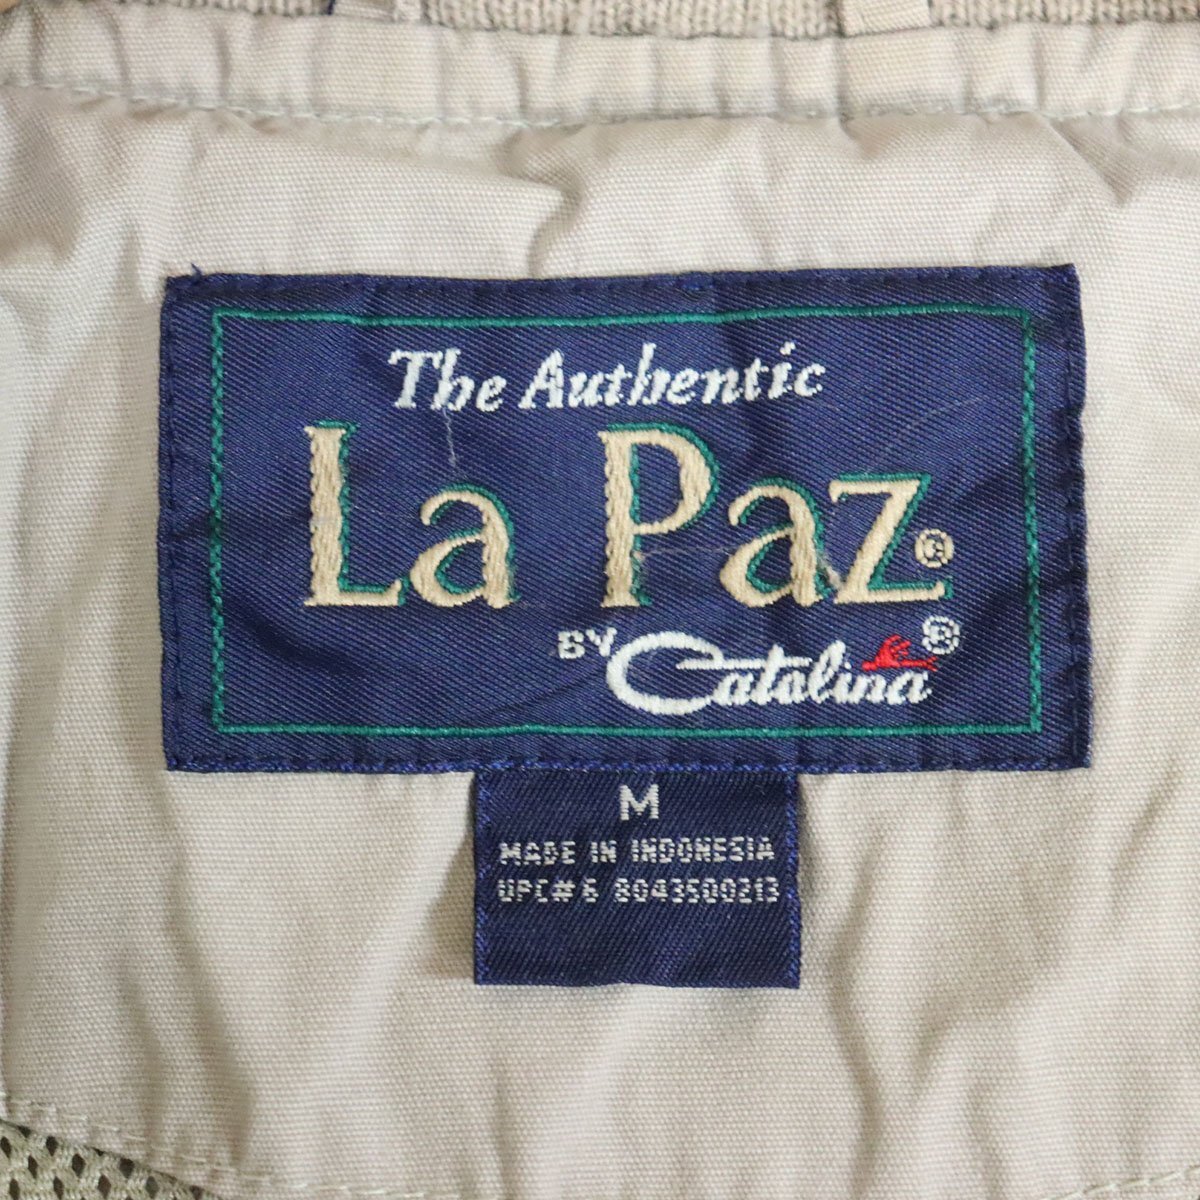 The Authentic
La Paz®
BY Catalina®
M
MADE IN INDONESIA
UPC# 6 8043500213